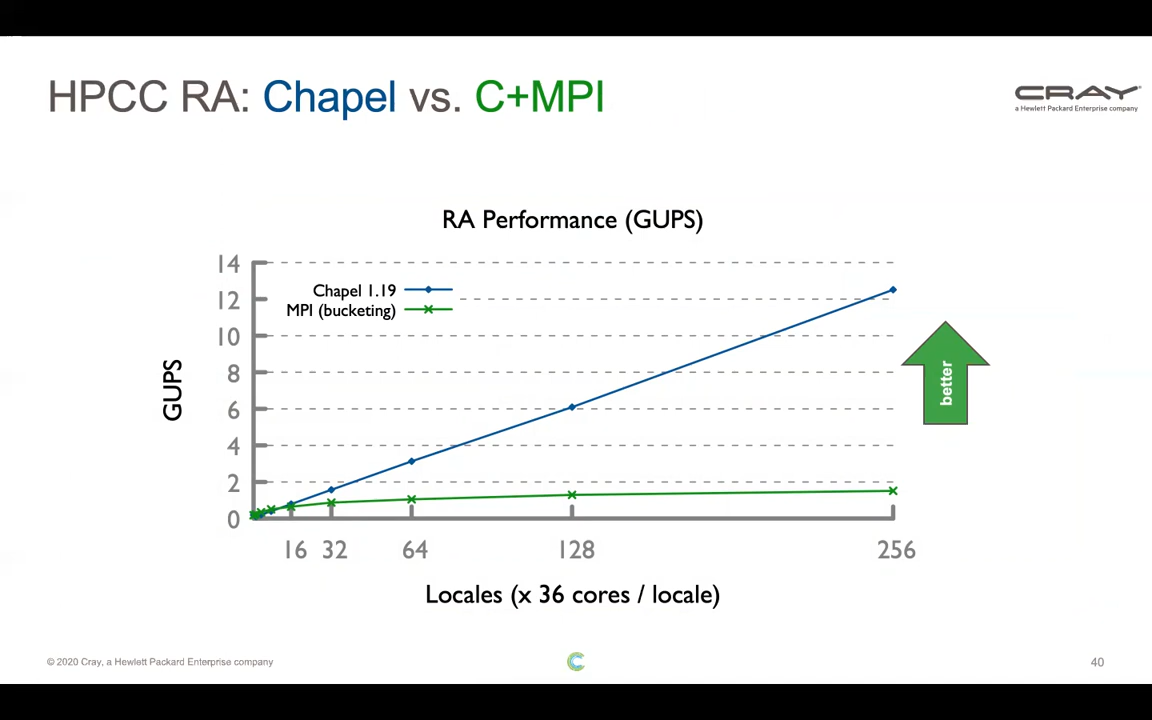 HPCC RA: Chapel vs. C+MPI
CRAY
a Hewlett Packard Enterprise company
RA Performance (GUPS)
14
12
10
8
6
4
2
0
Chapel 1.19
MPI (bucketing)
GUPS
better
16 32 64 128 256
Locales (x 36 cores / locale)
© 2020 Cray, a Hewlett Packard Enterprise company
40